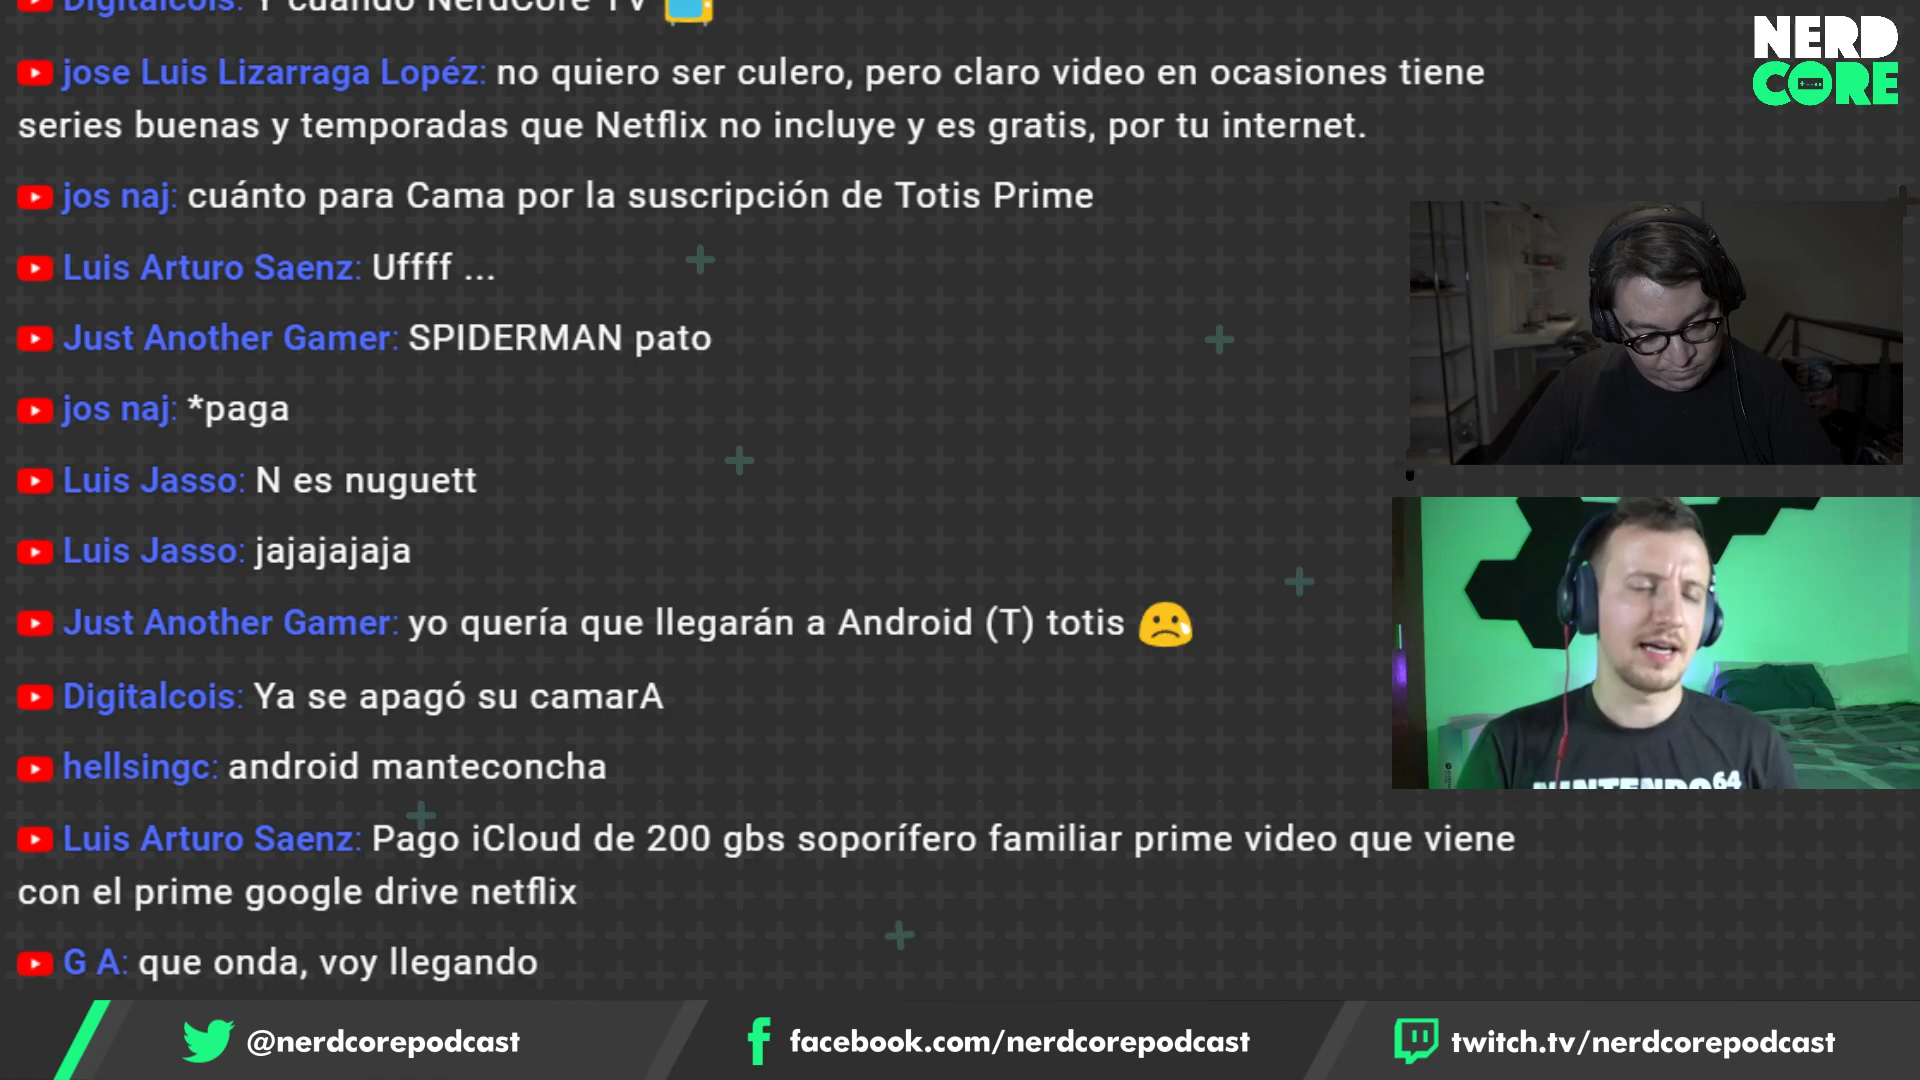 Digitalcois: Y cuando NerdCore TV
NERD
CORE
jose Luis Lizarraga Lopéz: no quiero ser culero, pero claro video en ocasiones tiene
series buenas y temporadas que Netflix no incluye y es gratis, por tu internet.
jos naj: cuánto para Cama por la suscripción de Totis Prime
Luis Arturo Saenz: Uffff ...
Just Another Gamer: SPIDERMAN pato
jos naj: *paga
Luis Jasso: N es nuguett
Luis Jasso: jajajajaja
Just Another Gamer: yo quería que llegarán a Android (T) totis
Digitalcois: Ya se apagó su camarA
hellsingc: android manteconcha
NINTENDO64
Luis Arturo Saenz: Pago iCloud de 200 gbs soporífero familiar prime video que viene
con el prime google drive netflix
G A: que onda, voy llegando
@nerdcorepodcast
facebook.com/nerdcorepodcast
twitch.tv/nerdcorepodcast